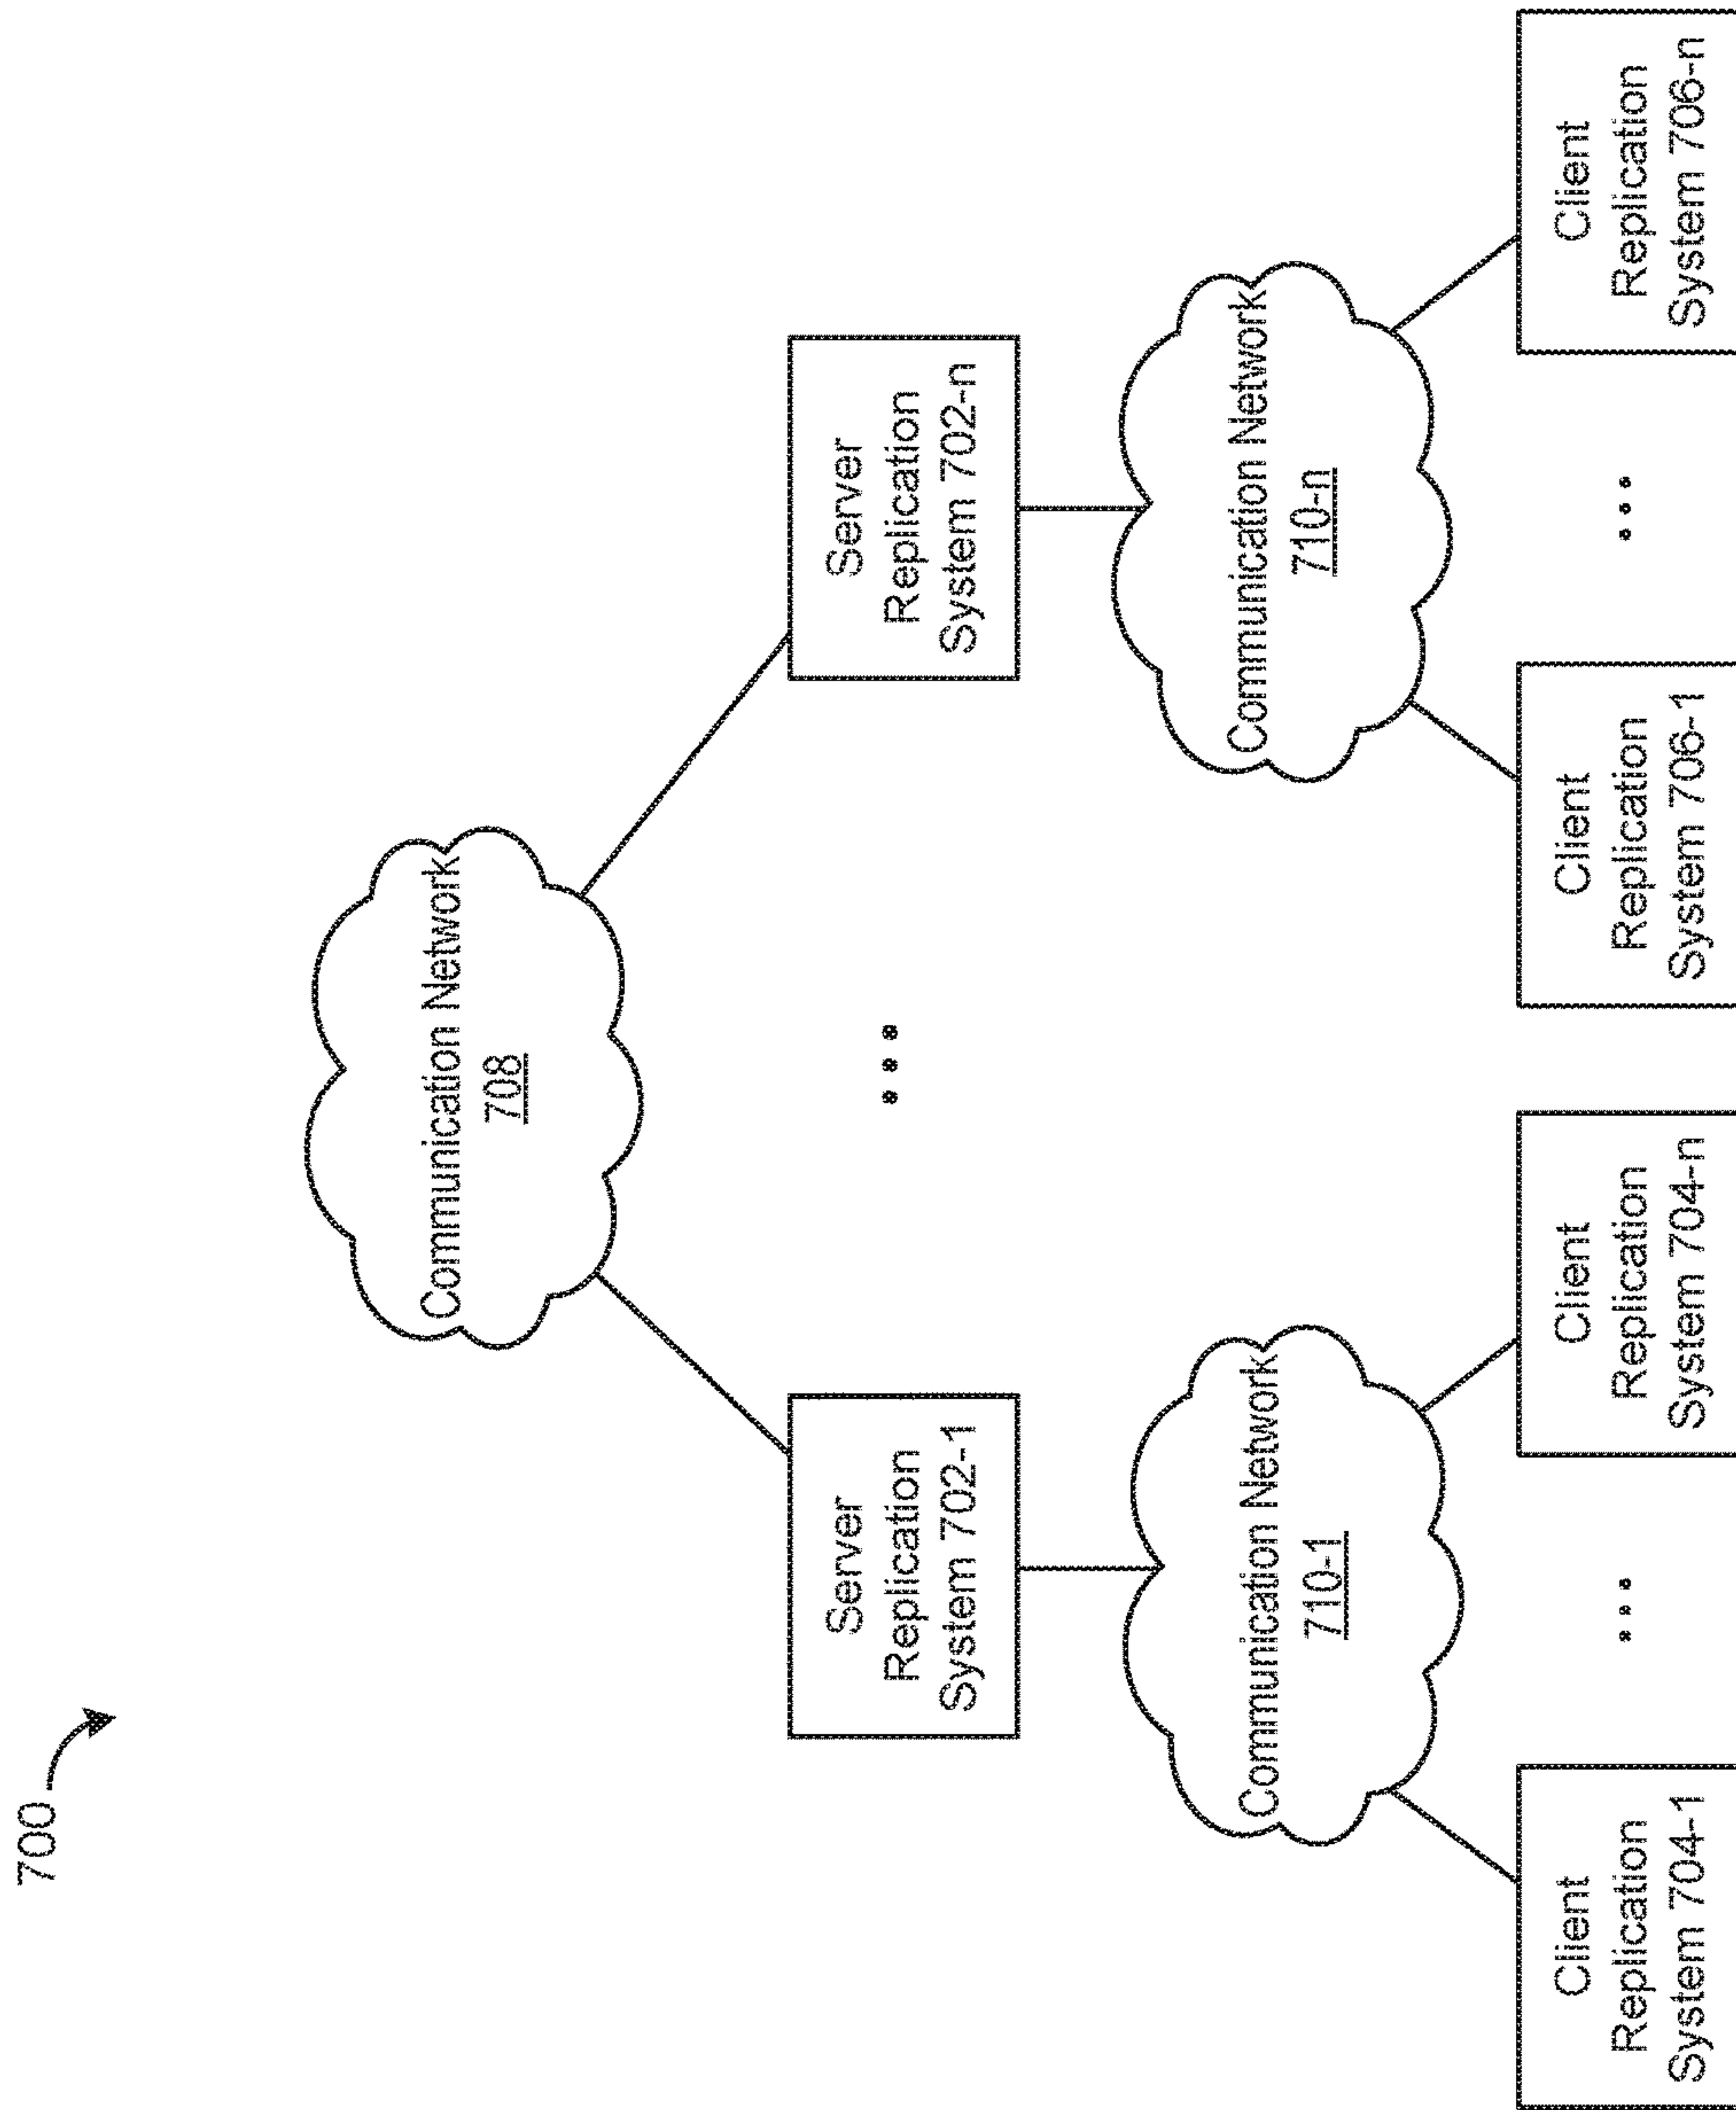 700
Communication Network
708
Server
Replication
System 702-1
Server
Replication
System 702-n
Communication Network
710-1
Communication Network
710-n
Client
Replication
System 704-1
Client
Replication
System 704-n
Client
Replication
System 706-1
Client
Replication
System 706-n